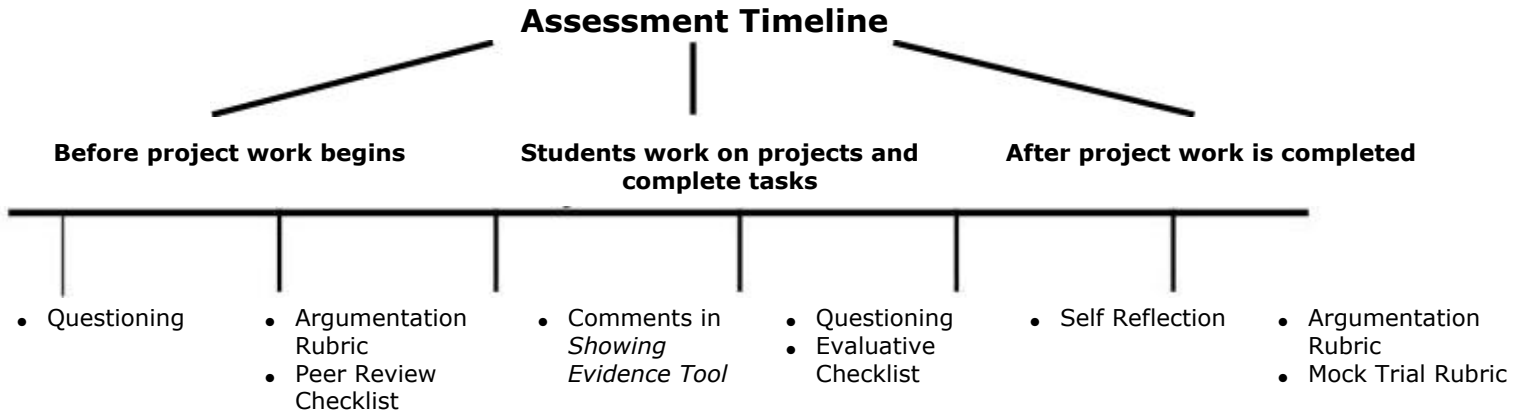 Assessment Timeline
Before project work begins
Students work on projects and
complete tasks
After project work is completed
• Questioning
• Argumentation
Rubric
• Peer Review
Checklist
• Comments in
Showing
Evidence Tool
• Questioning
• Evaluative
Checklist
• Self Reflection
• Argumentation
Rubric
• Mock Trial Rubric